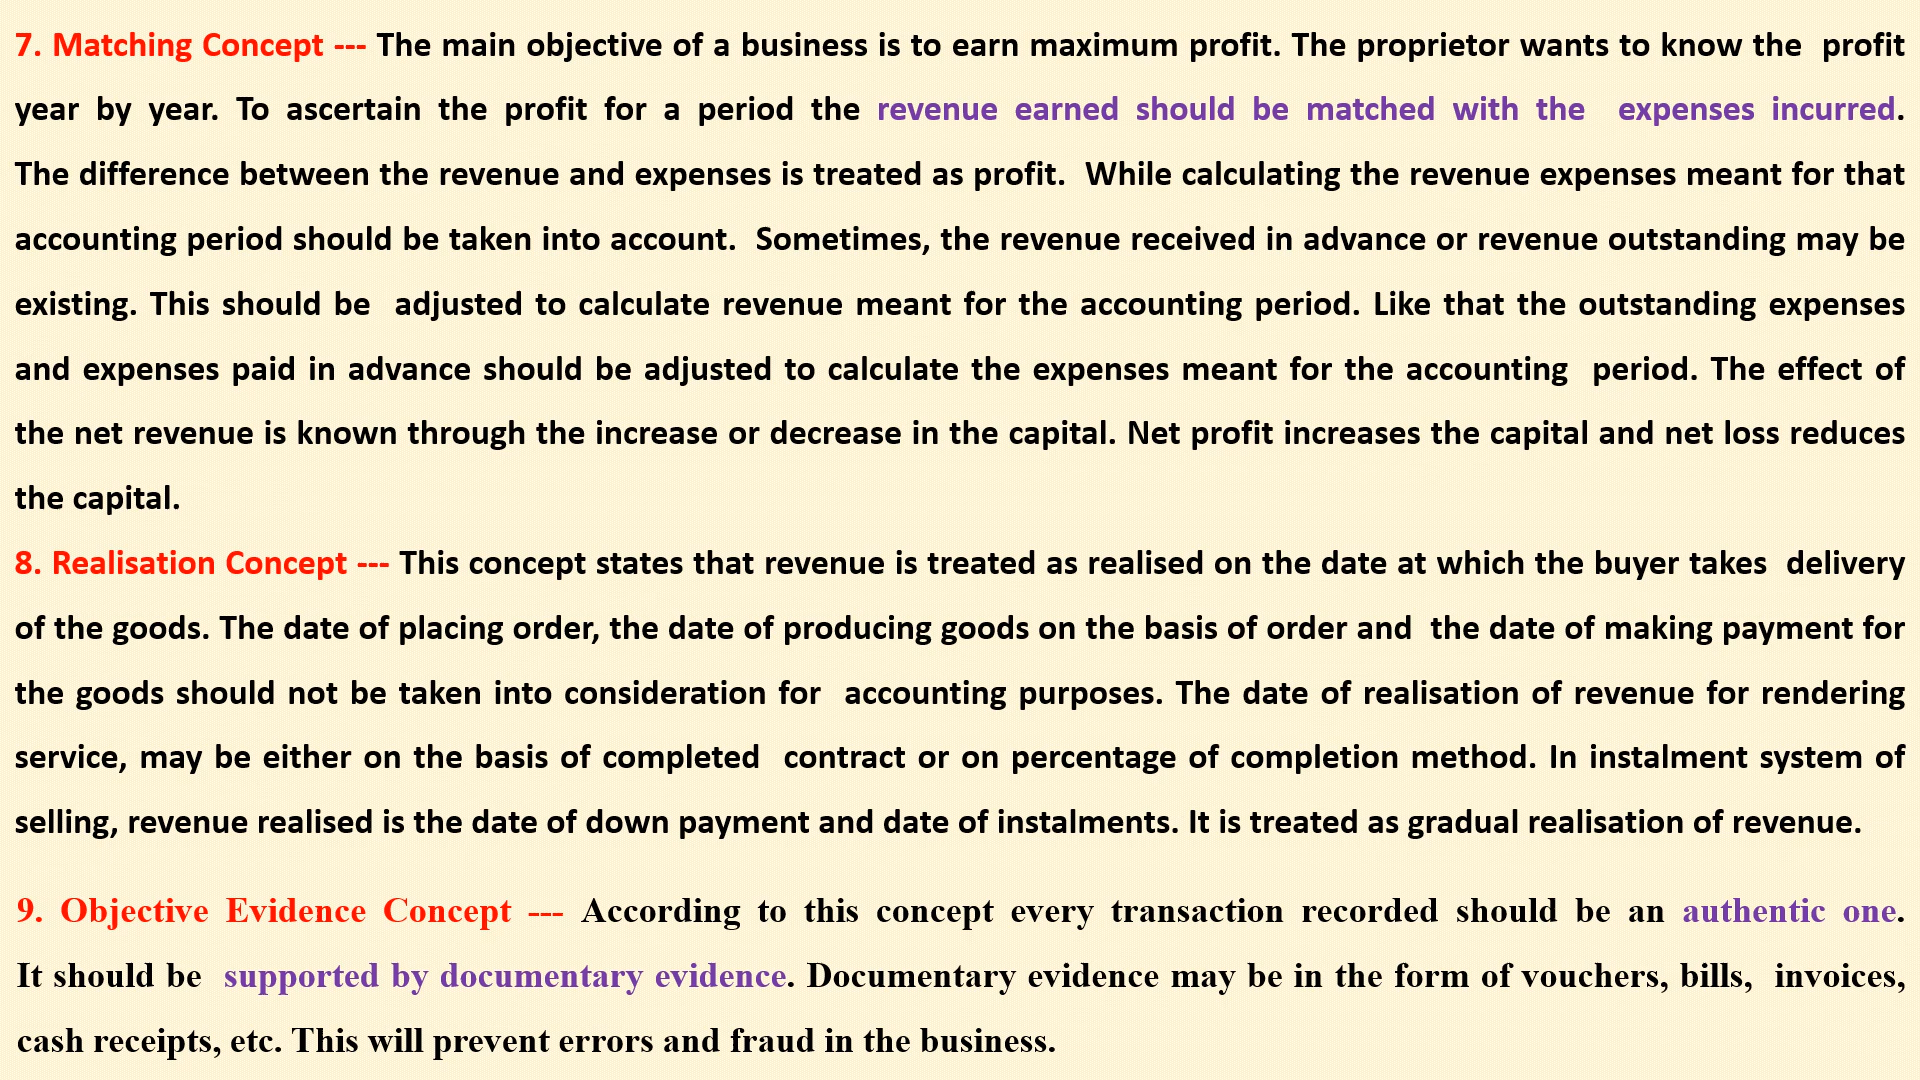 7. Matching Concept --- The main objective of a business is to earn maximum profit. The proprietor wants to know the profit
year by year. To ascertain the profit for a period the revenue earned should be matched with the expenses incurred.
The difference between the revenue and expenses is treated as profit. While calculating the revenue expenses meant for that
accounting period should be taken into account. Sometimes, the revenue received in advance or revenue outstanding may be
existing. This should be adjusted to calculate revenue meant for the accounting period. Like that the outstanding expenses
and expenses paid in advance should be adjusted to calculate the expenses meant for the accounting period. The effect of
the net revenue is known through the increase or decrease in the capital. Net profit increases the capital and net loss reduces
the capital.
8. Realisation Concept --- This concept states that revenue is treated as realised on the date at which the buyer takes delivery
of the goods. The date of placing order, the date of producing goods on the basis of order and the date of making payment for
the goods should not be taken into consideration for accounting purposes. The date of realisation of revenue for rendering
service, may be either on the basis of completed contract or on percentage of completion method. In instalment system of
selling, revenue realised is the date of down payment and date of instalments. It is treated as gradual realisation of revenue.
9. Objective Evidence Concept --- According to this concept every transaction recorded should be an authentic one.
It should be supported by documentary evidence. Documentary evidence may be in the form of vouchers, bills, invoices,
cash receipts, etc. This will prevent errors and fraud in the business.